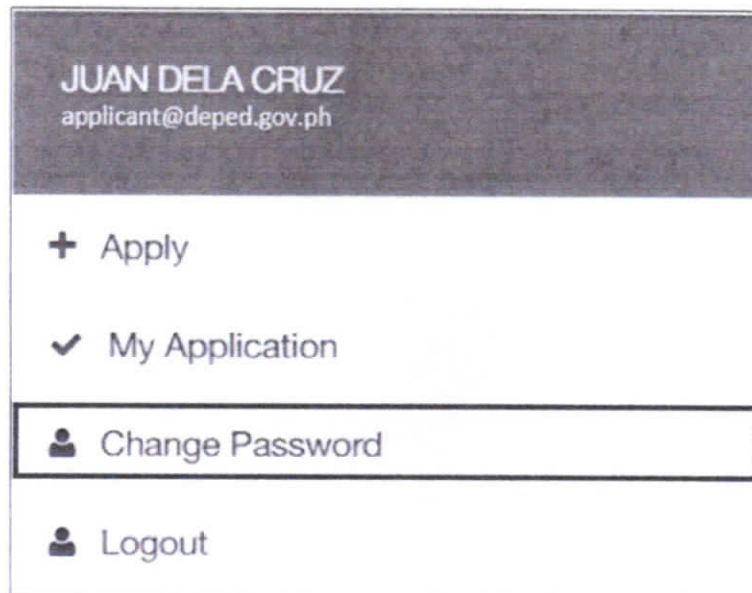 JUAN DELA CRUZ
applicant@deped.gov.ph
Apply
My Application
Change Password
Logout